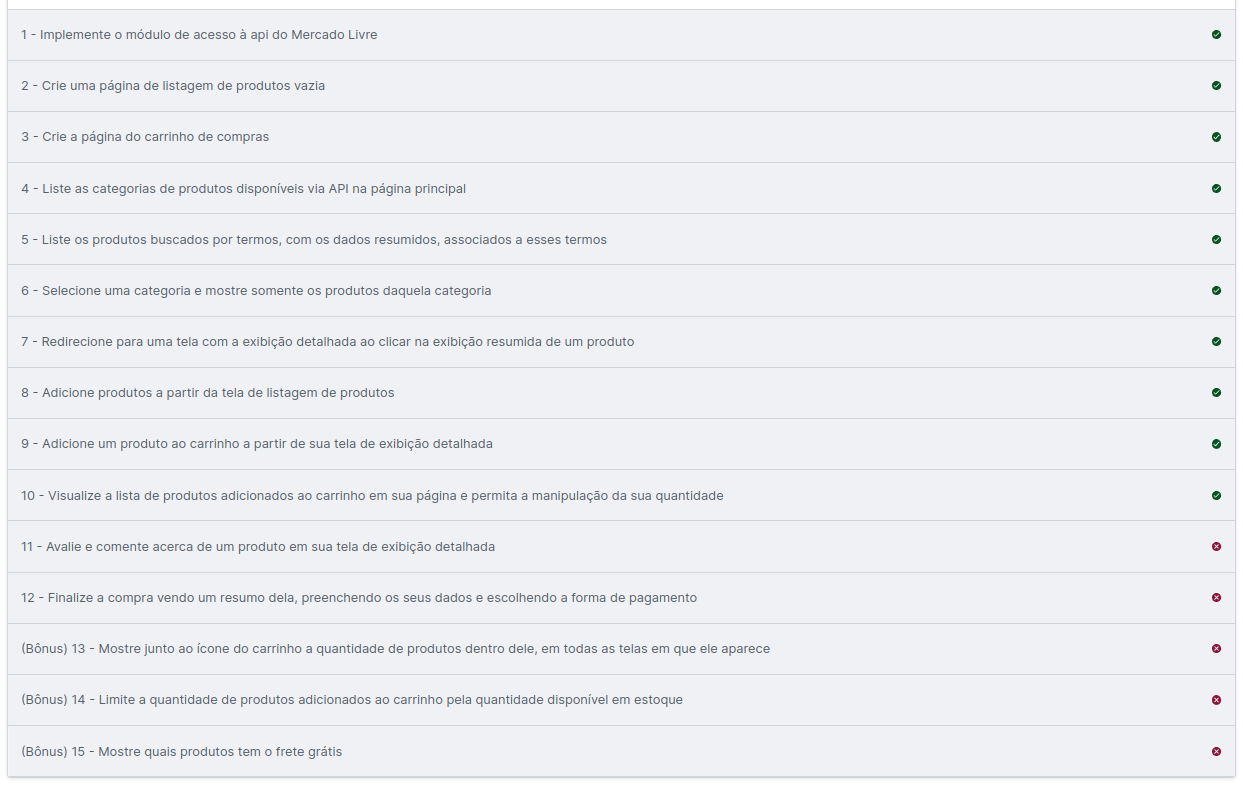 1 - Implemente o módulo de acesso à api do Mercado Livre
2 - Crie uma página de listagem de produtos vazia
3 - Crie a página do carrinho de compras
4 - Liste as categorias de produtos disponíveis via API na página principal
5 - Liste os produtos buscados por termos, com os dados resumidos, associados a esses termos
6 - Selecione uma categoria e mostre somente os produtos daquela categoria
7 - Redirecione para uma tela com a exibição detalhada ao clicar na exibição resumida de um produto
8 - Adicione produtos a partir da tela de listagem de produtos
9 - Adicione um produto ao carrinho a partir de sua tela de exibição detalhada
10 - Visualize a lista de produtos adicionados ao carrinho em sua página e permita a manipulação da sua quantidade
11 - Avalie e comente acerca de um produto em sua tela de exibição detalhada
12 - Finalize a compra vendo um resumo dela, preenchendo os seus dados e escolhendo a forma de pagamento
(Bônus) 13 - Mostre junto ao ícone do carrinho a quantidade de produtos dentro dele, em todas as telas em que ele aparece
(Bônus) 14 - Limite a quantidade de produtos adicionados ao carrinho pela quantidade disponível em estoque
(Bônus) 15 - Mostre quais produtos tem o frete grátis